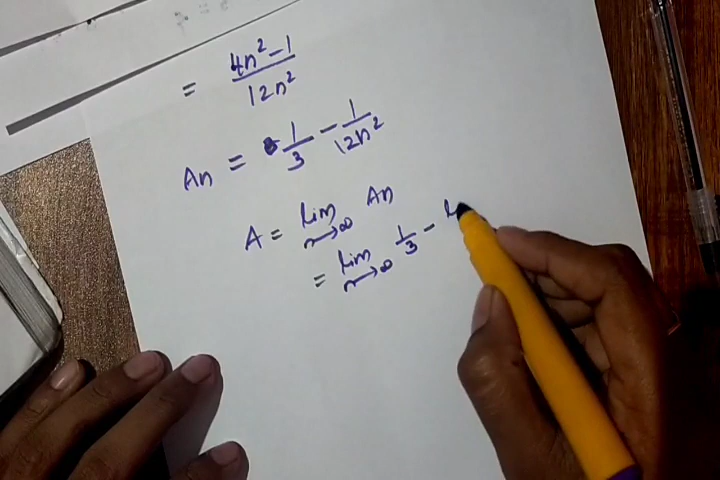 = 4n² - 1 / 12n²
An = 1/3 - 1/12n²
A = lim n→∞ An
= lim n→∞ 1/3 -